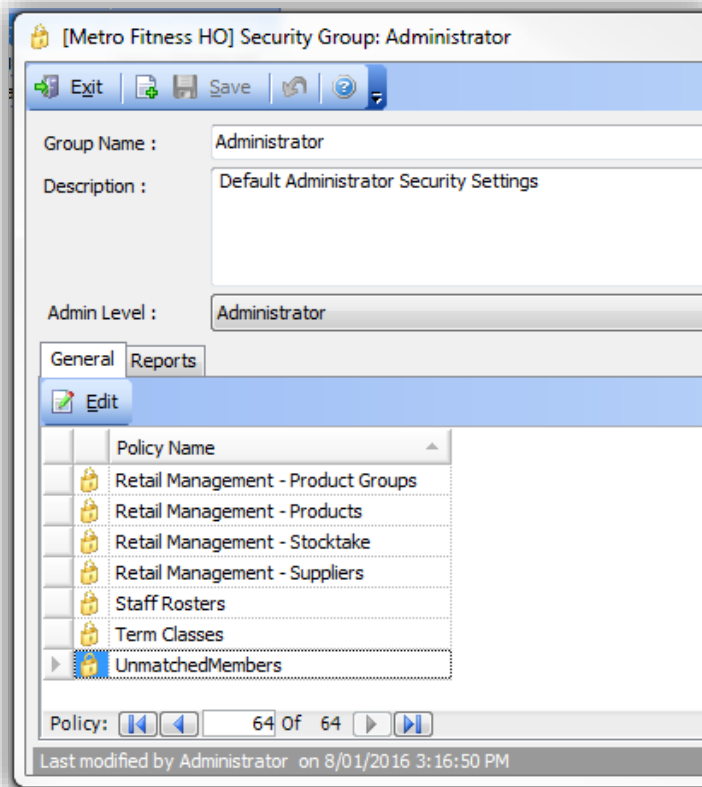 [Metro Fitness HO] Security Group: Administrator
Exit Save
Group Name : Administrator
Description : Default Administrator Security Settings
Admin Level : Administrator
General Reports
Edit
Policy Name
Retail Management - Product Groups
Retail Management - Products
Retail Management - Stocktake
Retail Management - Suppliers
Staff Rosters
Term Classes
UnmatchedMembers
Policy: 64 Of 64
Last modified by Administrator on 8/01/2016 3:16:50 PM